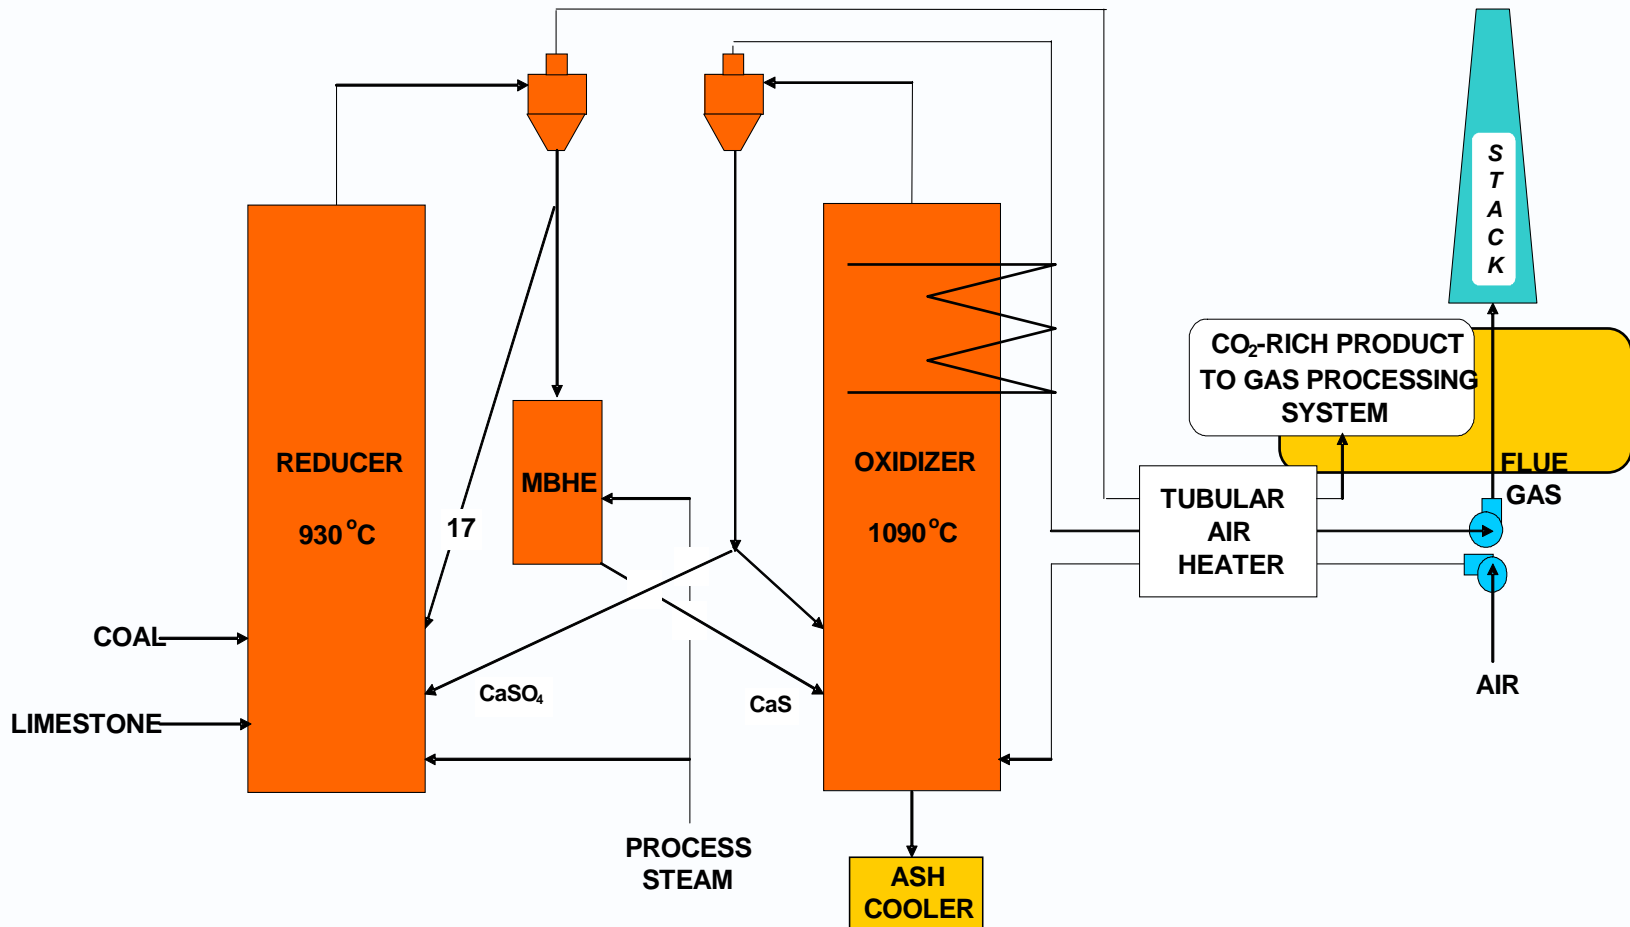 S
T
A
C
K
CO₂-RICH PRODUCT
TO GAS PROCESSING
SYSTEM
REDUCER
930°C
17
MBHE
OXIDIZER
1090°C
TUBULAR
AIR
HEATER
FLUE
GAS
COAL
LIMESTONE
CaSO₄
CaS
AIR
PROCESS
STEAM
ASH
COOLER